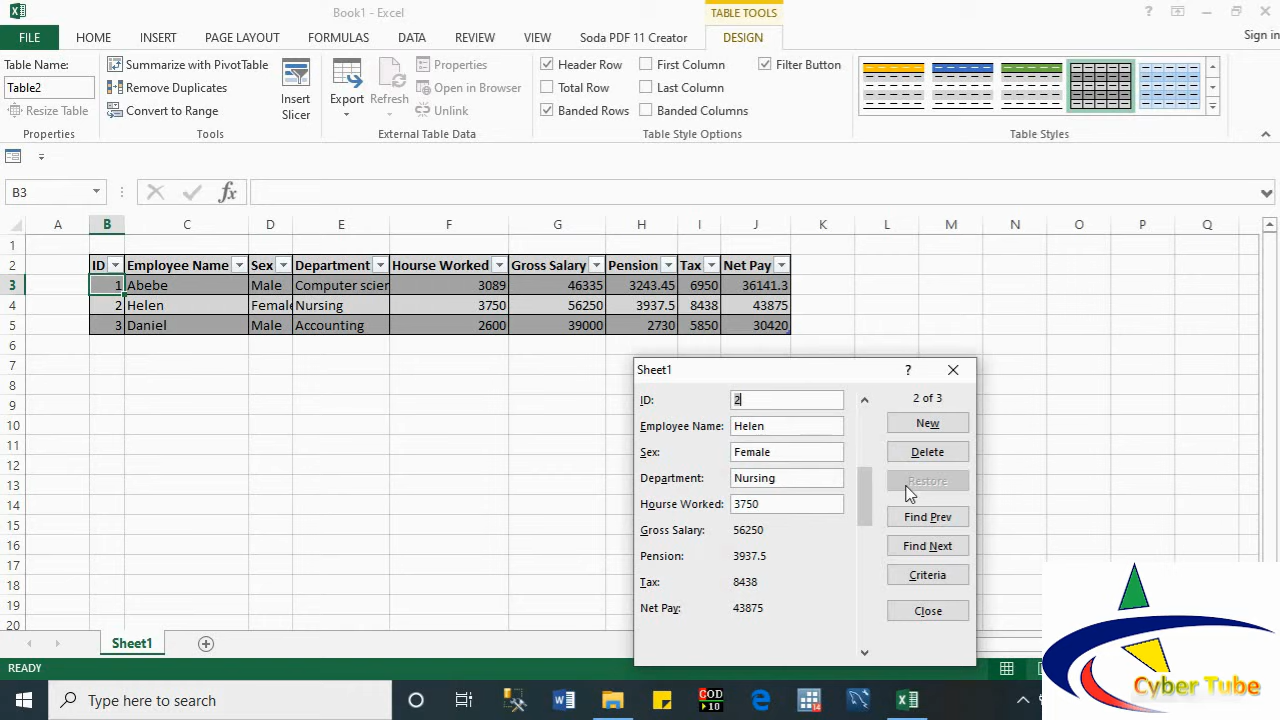 Book1 - Excel
TABLE TOOLS
Sign in
FILE HOME INSERT PAGE LAYOUT FORMULAS DATA REVIEW VIEW Soda PDF 11 Creator DESIGN
Table Name:
Table2
Resize Table
Properties
Summarize with PivotTable
Remove Duplicates
Convert to Range
Tools
Insert
Slicer
Export
Refresh
Properties
Open in Browser
Unlink
External Table Data
Header Row
Total Row
Banded Rows
First Column
Last Column
Banded Columns
Filter Button
Table Style Options
Table Styles
B3
fx
A B C D E F G H I J K L M N O P Q
1
2 ID Employee Name Sex Department Hourse Worked Gross Salary Pension Tax Net Pay
3 1 Abebe Male Computer scien 3089 46335 3243.45 6950 36141.3
4 2 Helen Female Nursing 3750 56250 3937.5 8438 43875
5 3 Daniel Male Accounting 2600 39000 2730 5850 30420
6
7
8
9
10
11
12
13
14
15
16
17
18
19
20
Sheet1
?
2 of 3
ID: 2
Employee Name: Helen
Sex: Female
Department: Nursing
Hourse Worked: 3750
Gross Salary: 56250
Pension: 3937.5
Tax: 8438
Net Pay: 43875
New
Delete
Restore
Find Prev
Find Next
Criteria
Close
Sheet1
READY
Type here to search
COD
10
14
Cyber Tube